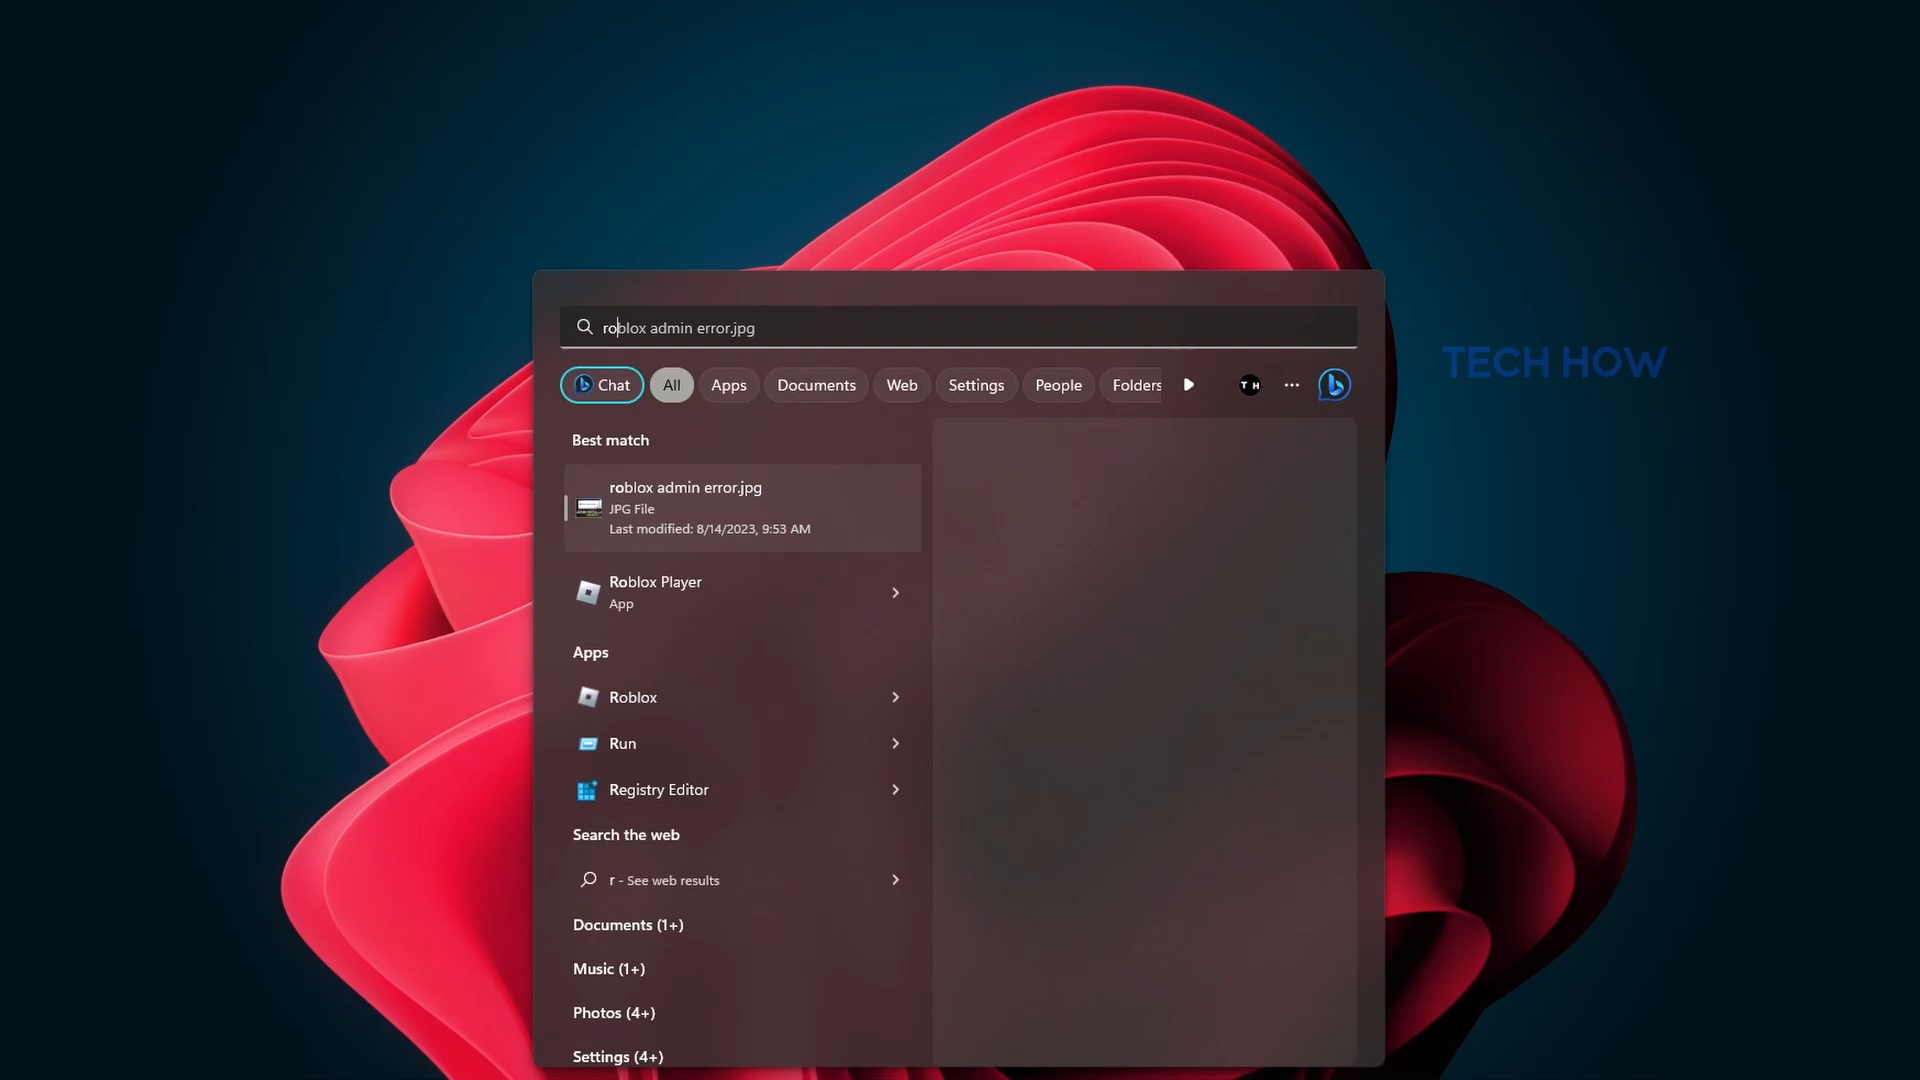 roblox admin error.jpg
Chat All Apps Documents Web Settings People Folders T H ...
TECH HOW
Best match
roblox admin error.jpg
JPG File
Last modified: 8/14/2023, 9:53 AM
Roblox Player
App
Apps
Roblox
Run
Registry Editor
Search the web
r - See web results
Documents (1+)
Music (1+)
Photos (4+)
Settings (4+)